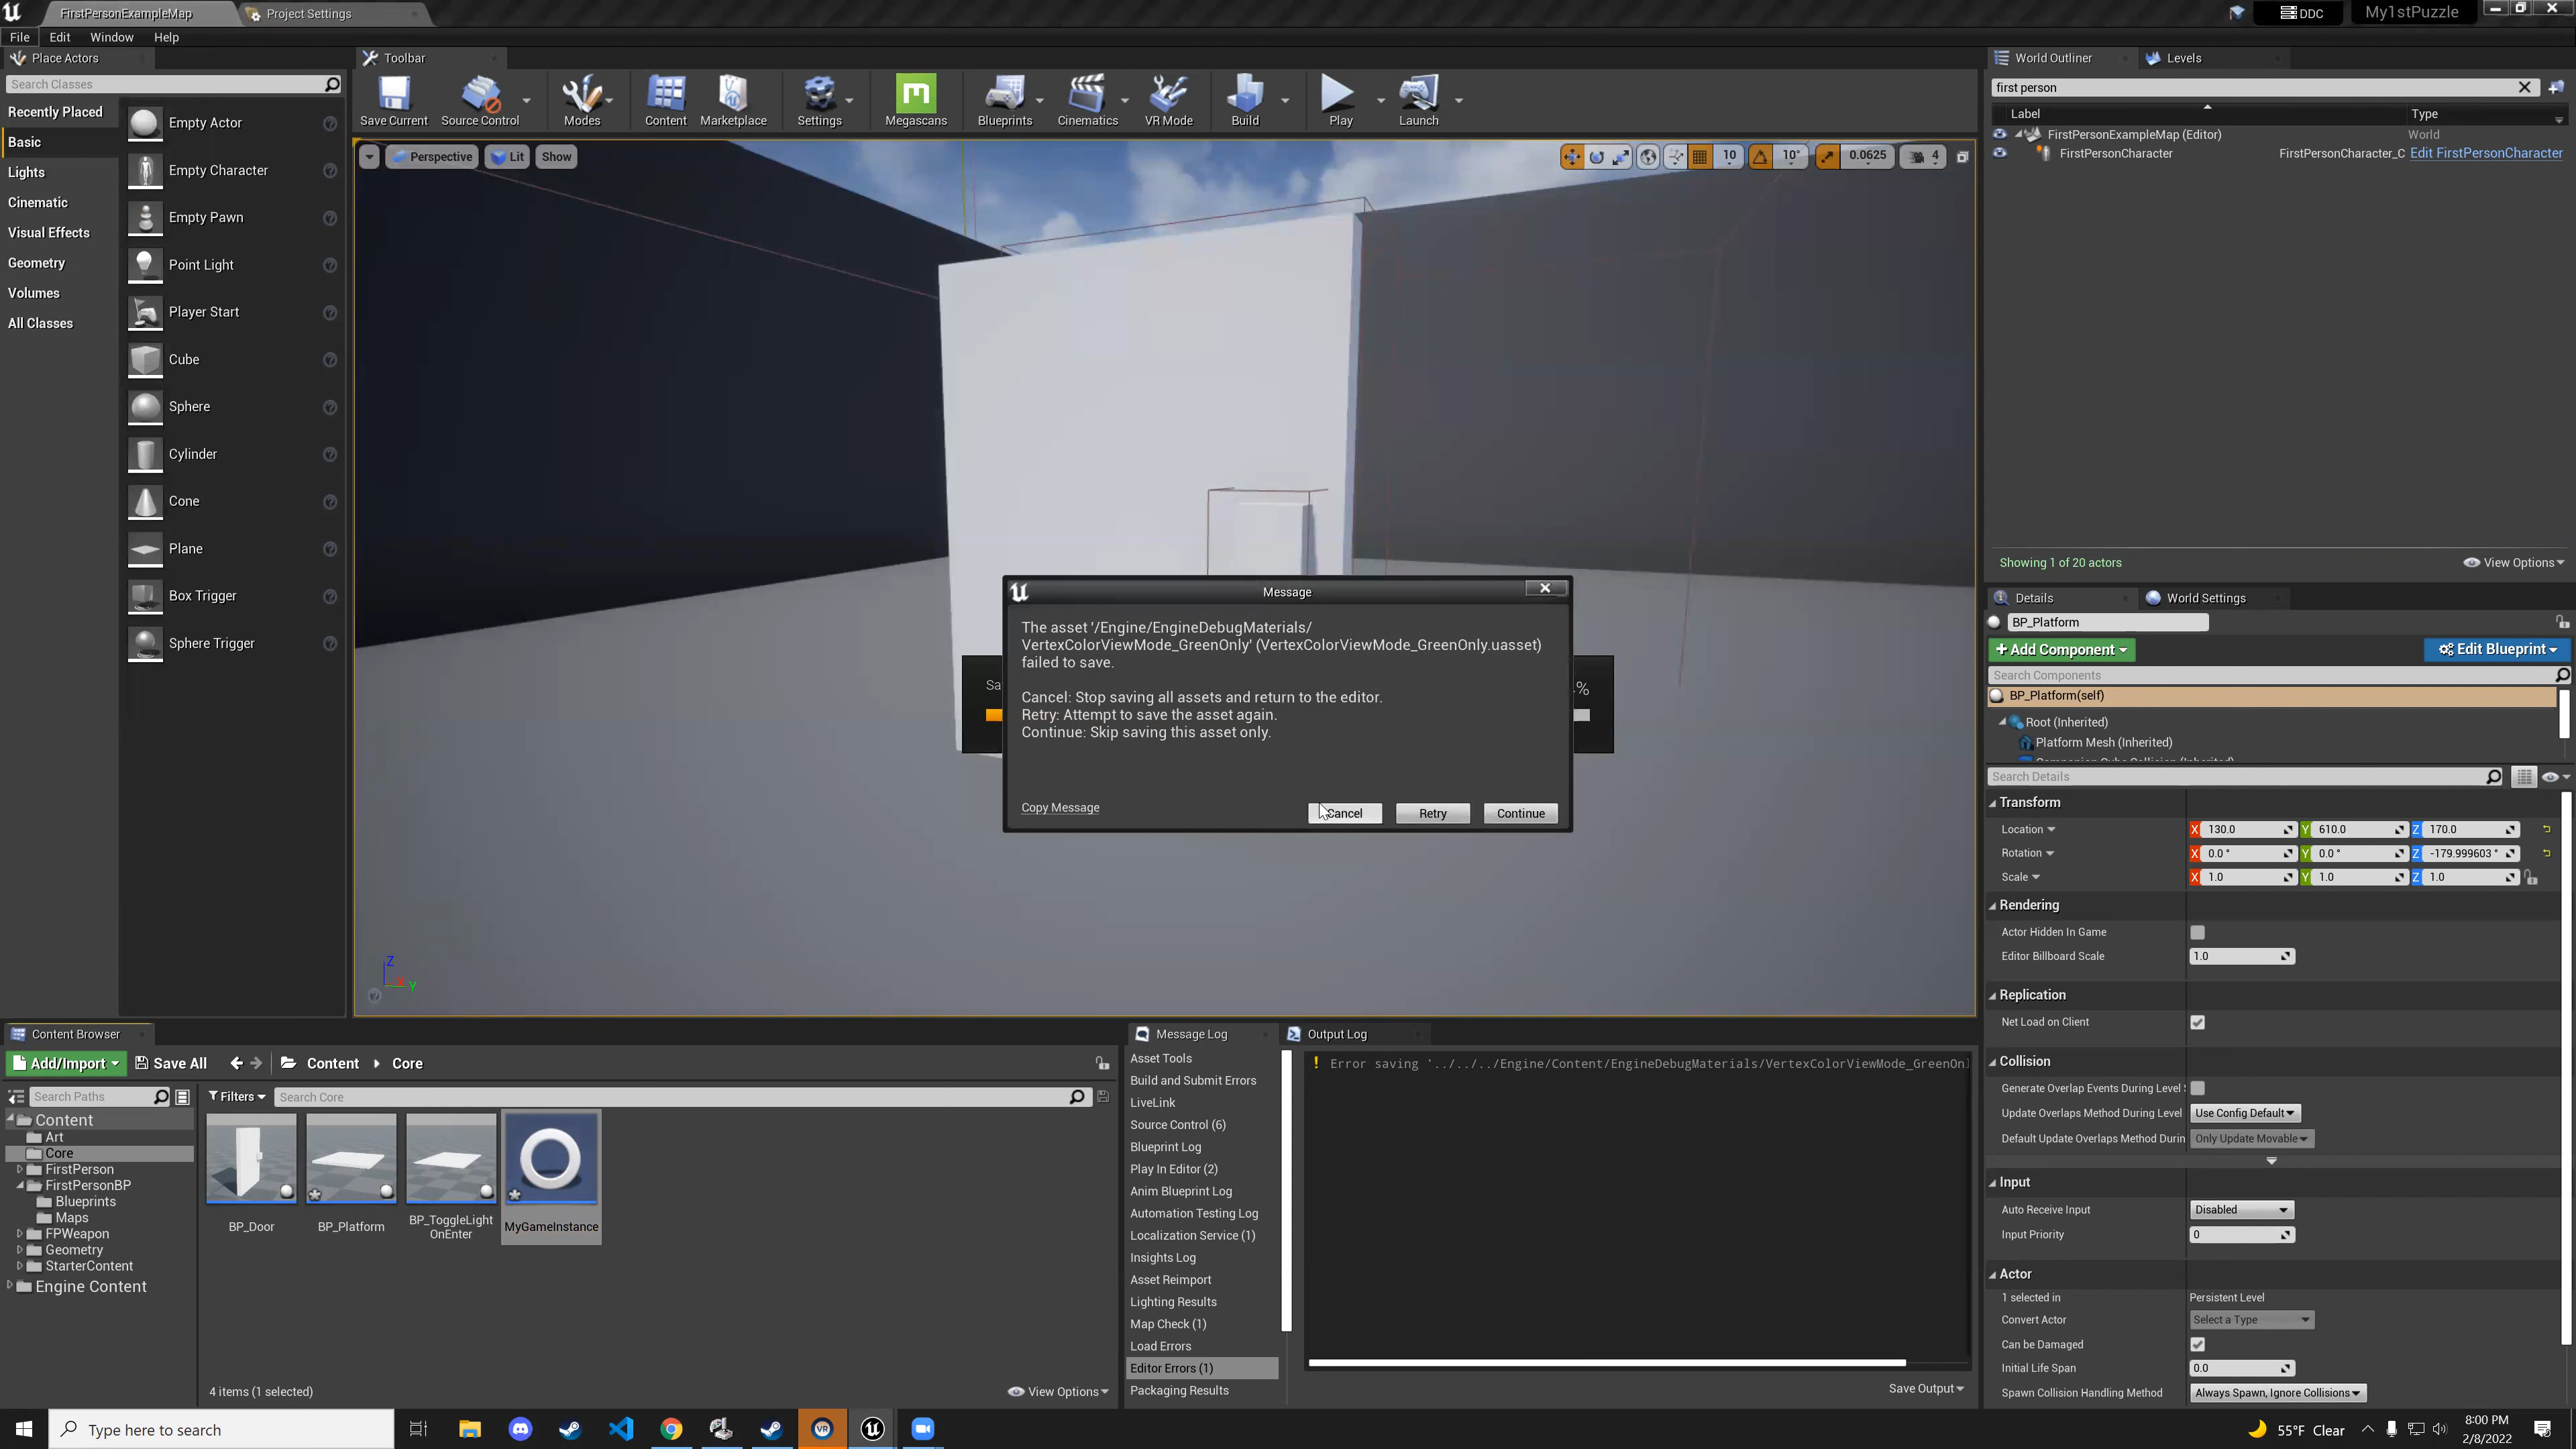 FirstPersonExampleMap
Project Settings
DDC
My1stPuzzle
File Edit Window Help
Place Actors
Search Classes
Recently Placed
Basic
Lights
Cinematic
Visual Effects
Geometry
Volumes
All Classes
Empty Actor
Empty Character
Empty Pawn
Point Light
Player Start
Cube
Sphere
Cylinder
Cone
Plane
Box Trigger
Sphere Trigger
Toolbar
Save Current
Source Control
Modes
Content
Marketplace
Settings
Megascans
Blueprints
Cinematics
VR Mode
Build
Play
Launch
Perspective
Lit
Show
10
10°
0.0625
4
Z
Y
Message
The asset '/Engine/EngineDebugMaterials/
VertexColorViewMode_GreenOnly' (VertexColorViewMode_GreenOnly.uasset)
failed to save.
Cancel: Stop saving all assets and return to the editor.
Retry: Attempt to save the asset again.
Continue: Skip saving this asset only.
Copy Message
Cancel
Retry
Continue
Sa
%
World Outliner
Levels
first person
Label Type
FirstPersonExampleMap (Editor) World
FirstPersonCharacter FirstPersonCharacter_C Edit FirstPersonCharacter
Showing 1 of 20 actors
View Options
Details
World Settings
BP_Platform
+ Add Component
Edit Blueprint
Search Components
BP_Platform(self)
Root (Inherited)
Platform Mesh (Inherited)
Search Details
Transform
Location X 130.0 Y 610.0 Z 170.0
Rotation X 0.0 ° Y 0.0 ° Z -179.999603 °
Scale X 1.0 Y 1.0 Z 1.0
Rendering
Actor Hidden In Game
Editor Billboard Scale 1.0
Replication
Net Load on Client
Collision
Generate Overlap Events During Level
Update Overlaps Method During Level Use Config Default
Default Update Overlaps Method Durin Only Update Movable
Input
Auto Receive Input Disabled
Input Priority 0
Actor
1 selected in Persistent Level
Convert Actor Select a Type
Can be Damaged
Initial Life Span 0.0
Spawn Collision Handling Method Always Spawn, Ignore Collisions
Content Browser
Add/Import
Save All
Content
Core
Search Paths
Filters
Search Core
Content
Art
Core
FirstPerson
FirstPersonBP
Blueprints
Maps
FPWeapon
Geometry
StarterContent
Engine Content
BP_Door
BP_Platform
BP_ToggleLight
OnEnter
MyGameInstance
4 items (1 selected)
View Options
Message Log
Output Log
Asset Tools
Build and Submit Errors
LiveLink
Source Control (6)
Blueprint Log
Play In Editor (2)
Anim Blueprint Log
Automation Testing Log
Localization Service (1)
Insights Log
Asset Reimport
Lighting Results
Map Check (1)
Load Errors
Editor Errors (1)
Packaging Results
Error saving '../../../Engine/Content/EngineDebugMaterials/VertexColorViewMode_GreenOnl
Save Output
Type here to search
VR
55°F Clear
8:00 PM
2/8/2022